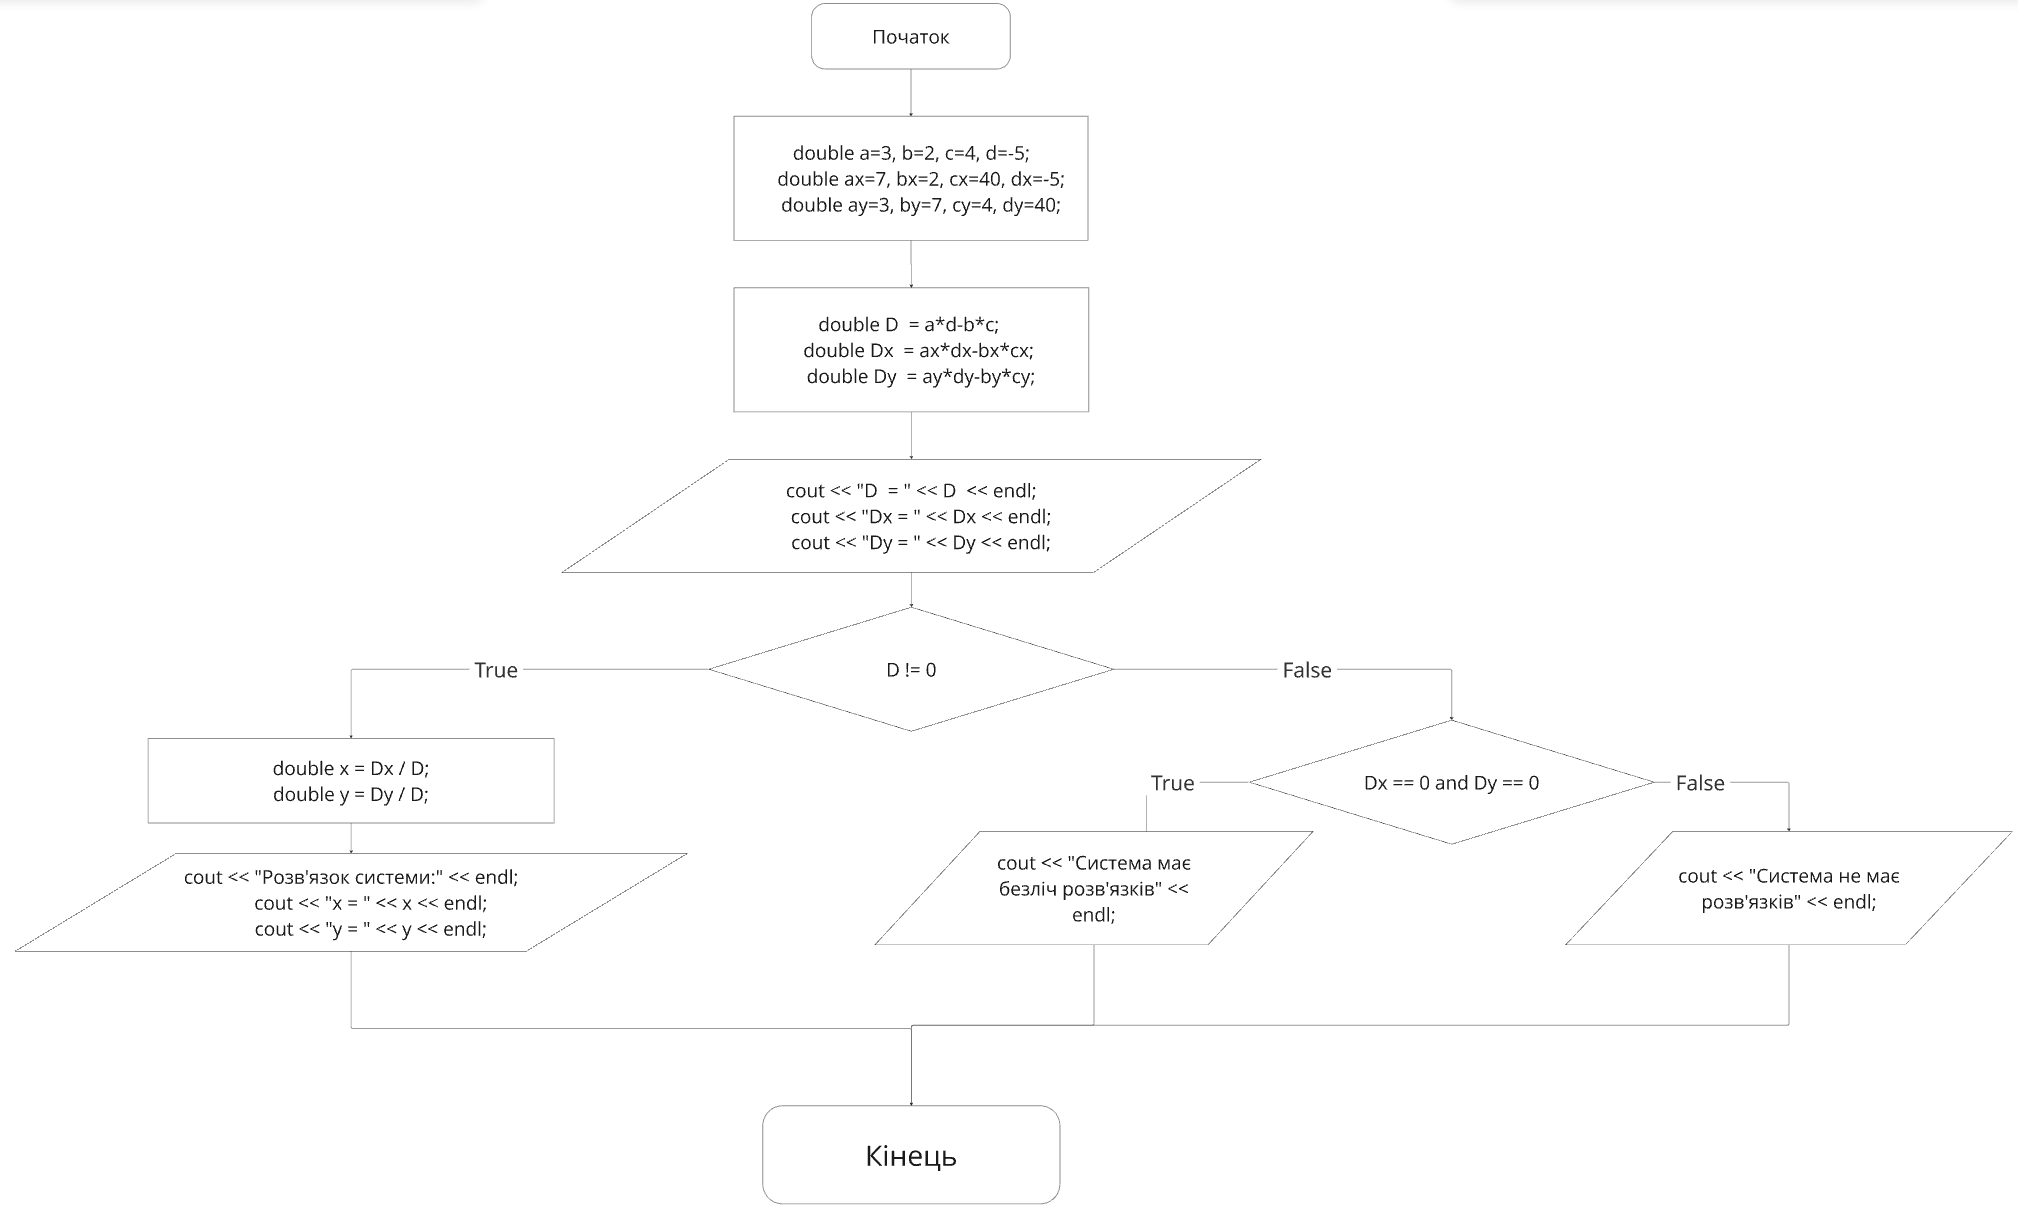 Початок
double a=3, b=2, c=4, d=-5;
double ax=7, bx=2, cx=40, dx=-5;
double ay=3, by=7, cy=4, dy=40;
double D  = a*d-b*c;
double Dx  = ax*dx-bx*cx;
double Dy  = ay*dy-by*cy;
cout << "D  = " << D  << endl;
cout << "Dx = " << Dx << endl;
cout << "Dy = " << Dy << endl;
D != 0
True
False
double x = Dx / D;
double y = Dy / D;
cout << "Розв'язок системи:" << endl;
cout << "x = " << x << endl;
cout << "y = " << y << endl;
Dx == 0 and Dy == 0
True
False
cout << "Система має
безліч розв'язків" <<
endl;
cout << "Система не має
розв'язків" << endl;
Кінець